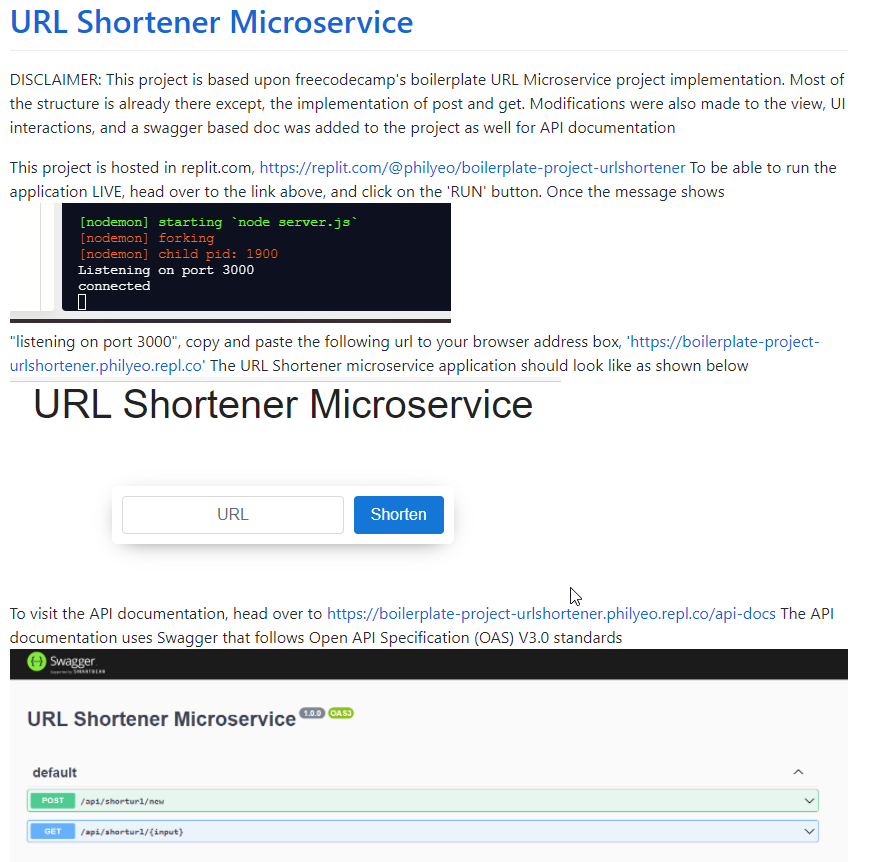 URL Shortener Microservice
DISCLAIMER: This project is based upon freecodecamp's boilerplate URL Microservice project implementation. Most of
the structure is already there except, the implementation of post and get. Modifications were also made to the view, UI
interactions, and a swagger based doc was added to the project as well for API documentation
This project is hosted in replit.com, https://replit.com/@philyeo/boilerplate-project-urlshortener To be able to run the
application LIVE, head over to the link above, and click on the 'RUN' button. Once the message shows
[nodemon] starting `node server.js`
[nodemon] forking
[nodemon] child pid: 1900
Listening on port 3000
connected
"listening on port 3000", copy and paste the following url to your browser address box, 'https://boilerplate-project-
urlshortener.philyeo.repl.co' The URL Shortener microservice application should look like as shown below
URL Shortener Microservice
URL Shorten
To visit the API documentation, head over to https://boilerplate-project-urlshortener.philyeo.repl.co/api-docs The API
documentation uses Swagger that follows Open API Specification (OAS) V3.0 standards
Swagger
Supported by SMARTBEAR
URL Shortener Microservice 1.0.0 OAS3
default
POST /api/shorturl/new
GET /api/shorturl/{input}